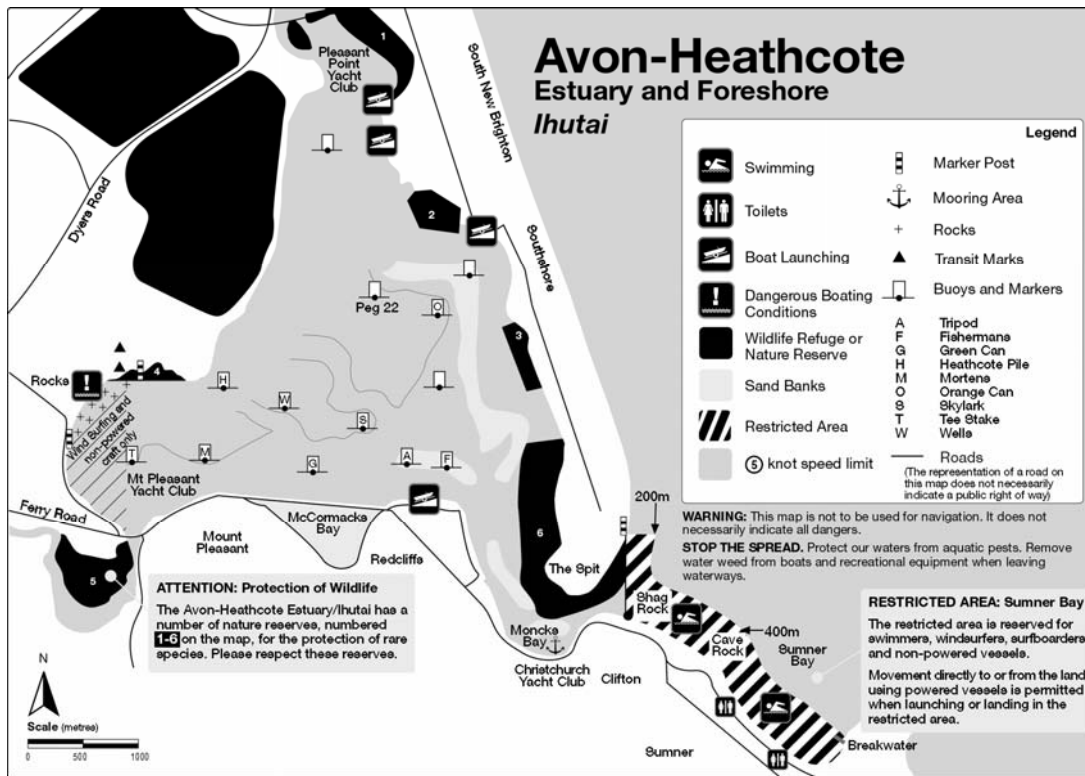 Avon-Heathcote
Estuary and Foreshore
Ihutai
Legend
Swimming
Toilets
Boat Launching
Dangerous Boating
Conditions
Wildlife Refuge or
Nature Reserve
Sand Banks
Restricted Area
5 knot speed limit
Marker Post
Mooring Area
Rocks
Transit Marks
Buoys and Markers
A Tripod
F Fishermans
G Green Can
H Heathcote Pile
M Mortens
O Orange Can
S Skylark
T Tee Stake
W Wells
Roads
(The representation of a road on
this map does not necessarily
indicate a public right of way)
WARNING: This map is not to be used for navigation. It does not
necessarily indicate all dangers.
STOP THE SPREAD. Protect our waters from aquatic pests. Remove
water weed from boats and recreational equipment when leaving
waterways.
RESTRICTED AREA: Sumner Bay
The restricted area is reserved for
swimmers, windsurfers, surfboarders
and non-powered vessels.
Movement directly to or from the land
using powered vessels is permitted
when launching or landing in the
restricted area.
1
Pleasant
Point
Yacht
Club
South New Brighton
Dyers Road
2
Southshore
Peg 22
O
3
Rocks
!
4
H
W
S
Wind Surfing and
non-powered
craft only
T
M
G
A
F
Mt Pleasant
Yacht Club
Ferry Road
McCormacks
Bay
Mount
Pleasant
Redcliffs
6
200m
The Spit
5
Shag
Rock
400m
Cave
Rock
Sumner
Bay
Moncks
Bay
Christchurch
Yacht Club
Clifton
Sumner
Breakwater
ATTENTION: Protection of Wildlife
The Avon-Heathcote Estuary/Ihutai has a
number of nature reserves, numbered
1-6 on the map, for the protection of rare
species. Please respect these reserves.
N
Scale (metres)
0 500 1000